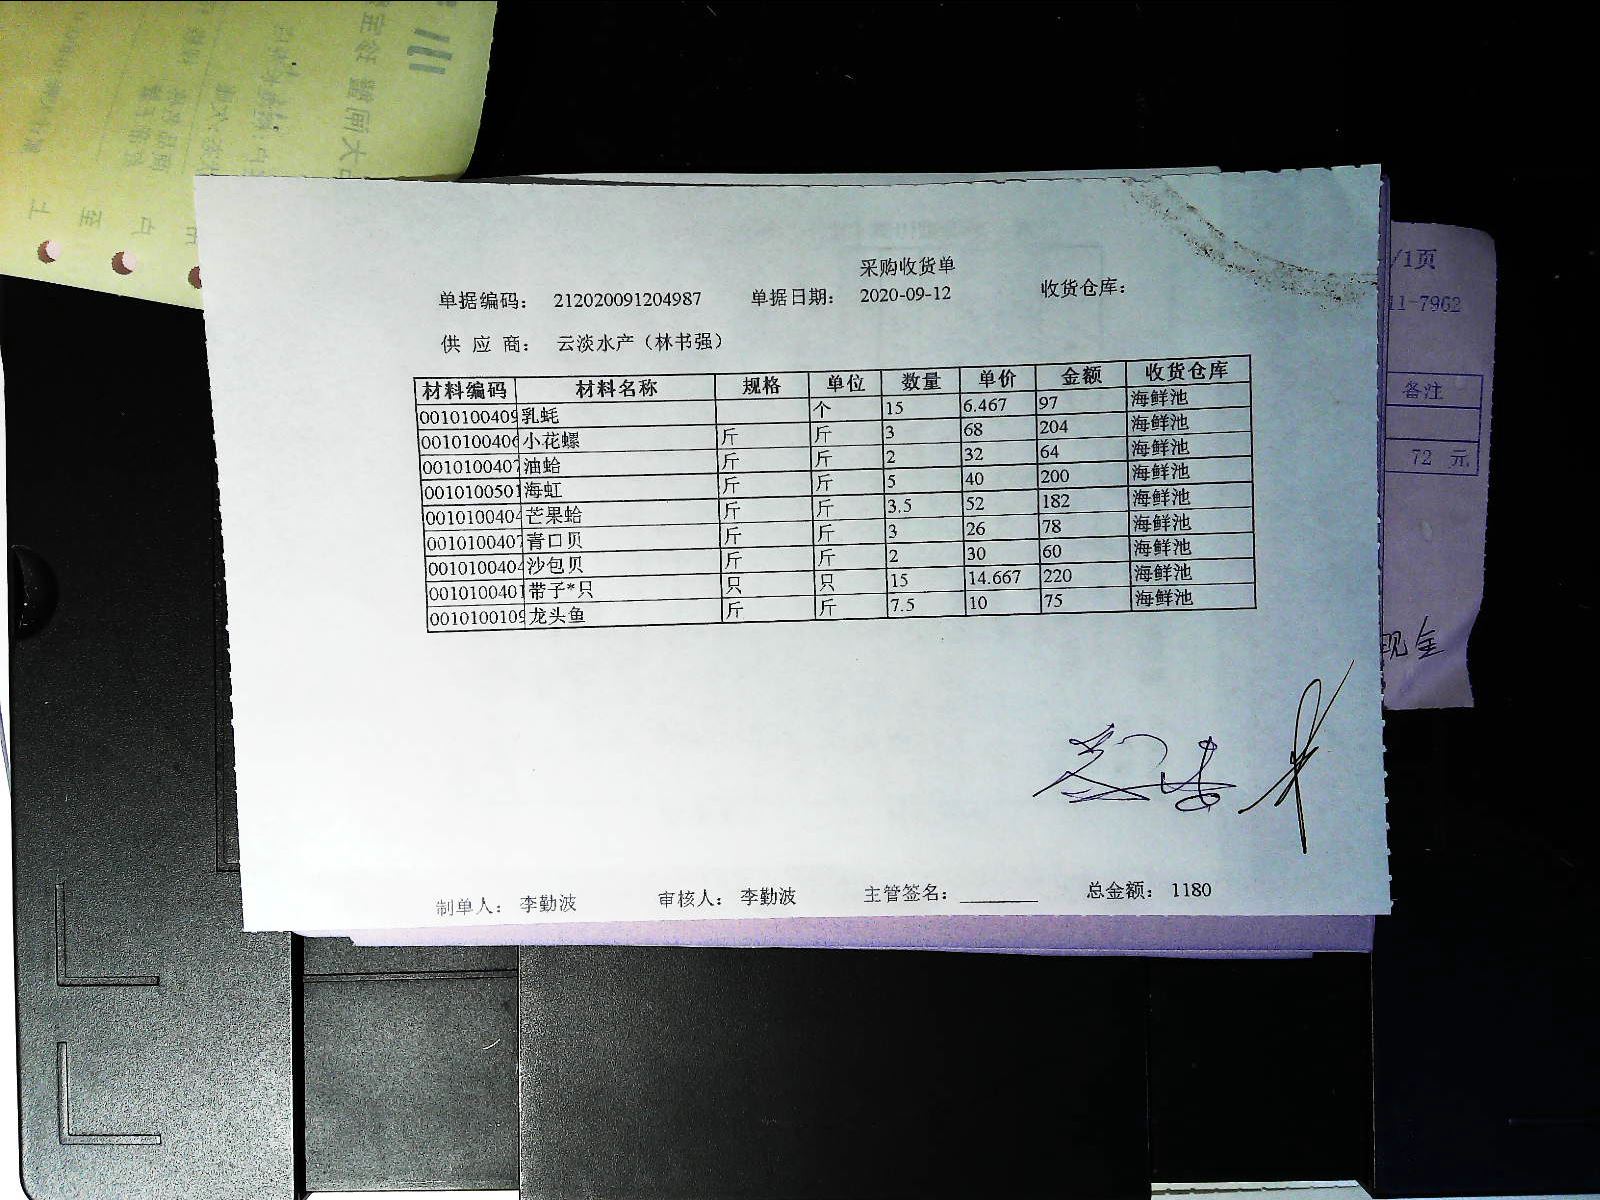 采购收货单
单据编码： 212020091204987 单据日期： 2020-09-12 收货仓库：
供 应 商： 云淡水产（林书强）
材料编码 材料名称 规格 单位 数量 单价 金额 收货仓库
0010100409 乳蚝 个 15 6.467 97 海鲜池
0010100406 小花螺 斤 斤 3 68 204 海鲜池
0010100407 油蛤 斤 斤 2 32 64 海鲜池
0010100501 海虹 斤 斤 5 40 200 海鲜池
0010100404 芒果蛤 斤 斤 3.5 52 182 海鲜池
0010100407 青口贝 斤 斤 3 26 78 海鲜池
0010100404 沙包贝 斤 斤 2 30 60 海鲜池
0010100401 带子*只 只 只 15 14.667 220 海鲜池
0010100109 龙头鱼 斤 斤 7.5 10 75 海鲜池
制单人： 李勤波 审核人： 李勤波 主管签名： 总金额： 1180
/1页
11-7962
备注
72 元
现金